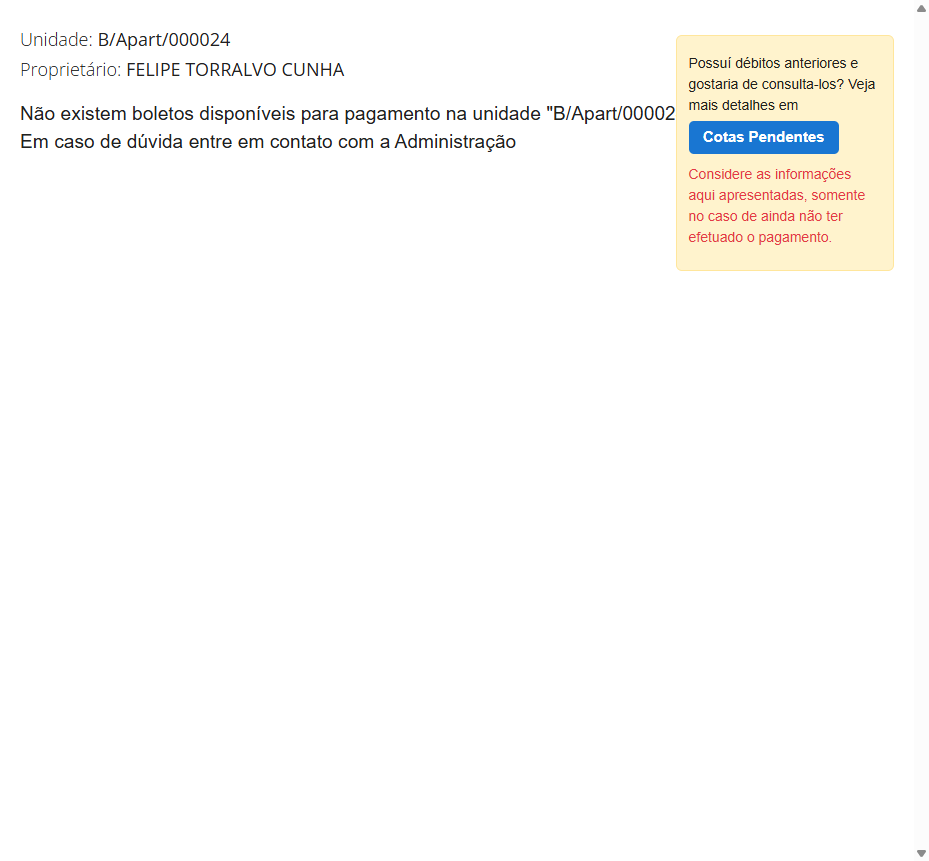 Unidade: B/Apart/000024
Proprietário: FELIPE TORRALVO CUNHA
Não existem boletos disponíveis para pagamento na unidade "B/Apart/00002
Em caso de dúvida entre em contato com a Administração
Possuí débitos anteriores e
gostaria de consulta-los? Veja
mais detalhes em
Cotas Pendentes
Considere as informações
aqui apresentadas, somente
no caso de ainda não ter
efetuado o pagamento.